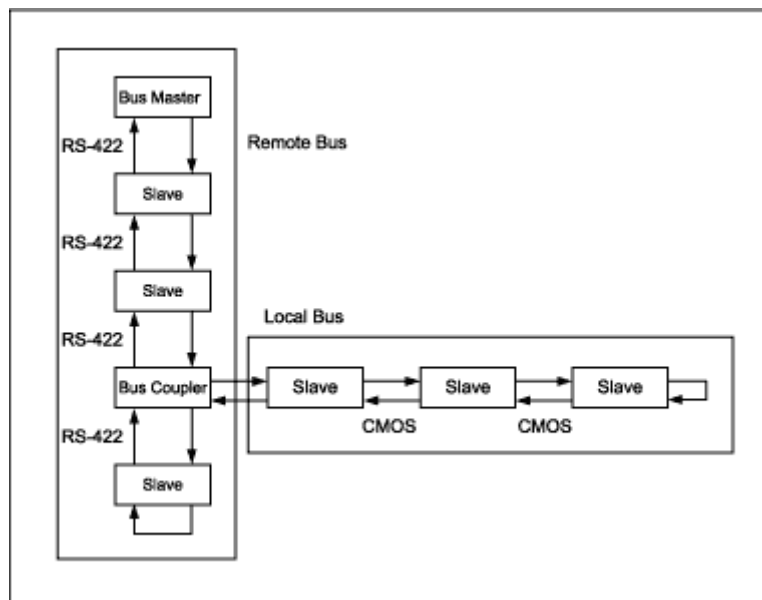 Bus Master
RS-422
Remote Bus
Slave
RS-422
Slave
Local Bus
RS-422
Bus Coupler
Slave
Slave
Slave
CMOS
CMOS
RS-422
Slave